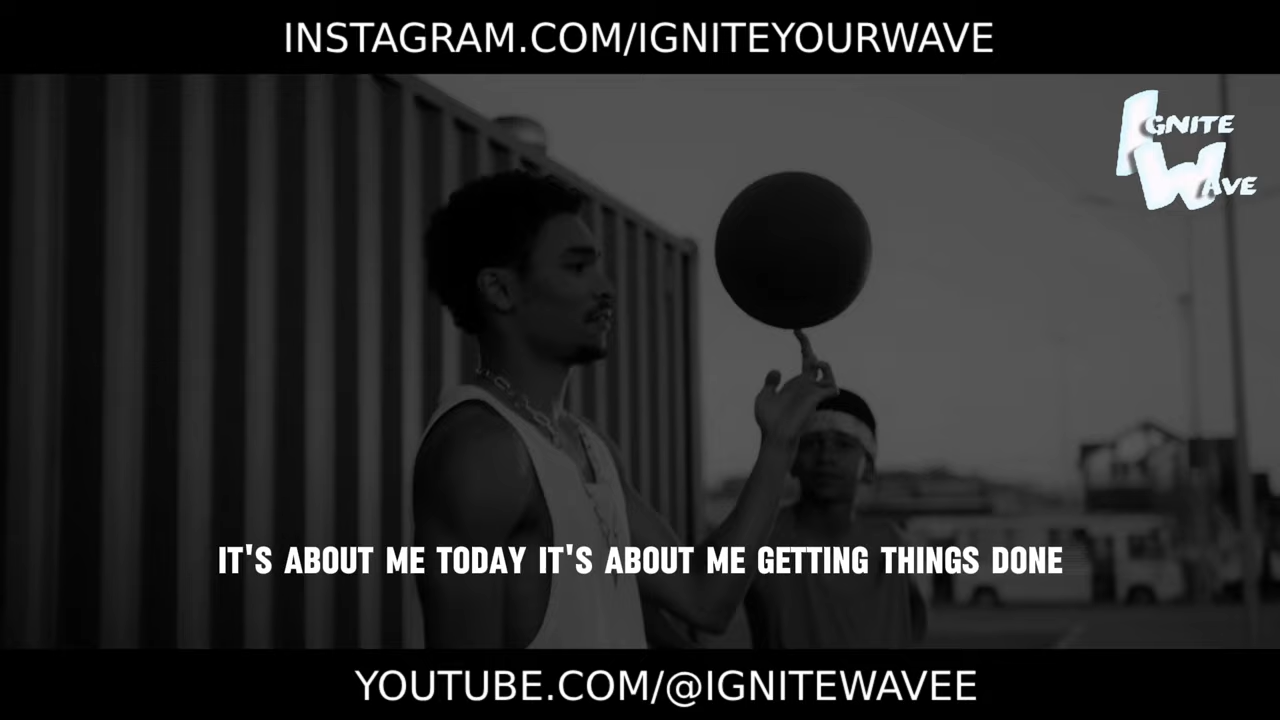 INSTAGRAM.COM/IGNITEYOURWAVE
IGNITE
WAVE
IT'S ABOUT ME TODAY IT'S ABOUT ME GETTING THINGS DONE
YOUTUBE.COM/@IGNITEWAVEE